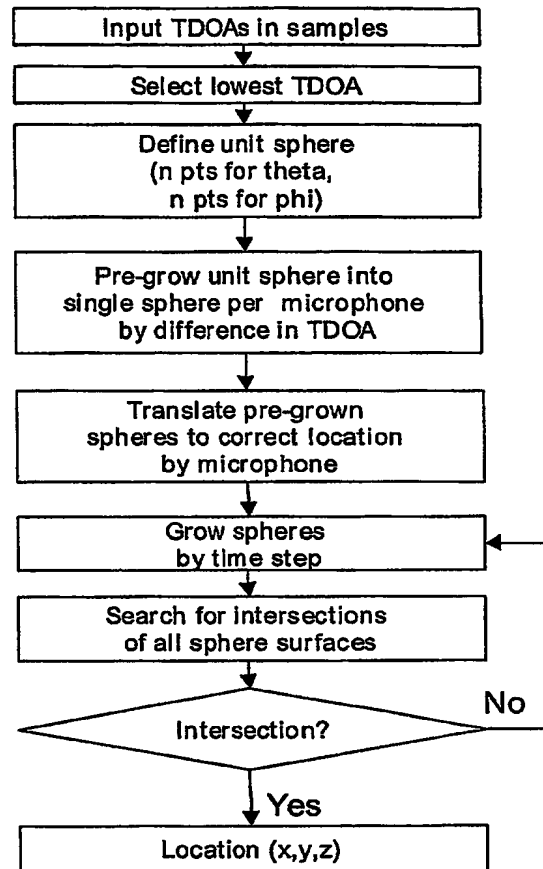 Input TDOAs in samples
Select lowest TDOA
Define unit sphere
(n pts for theta,
n pts for phi)
Pre-grow unit sphere into
single sphere per microphone
by difference in TDOA
Translate pre-grown
spheres to correct location
by microphone
Grow spheres
by time step
Search for intersections
of all sphere surfaces
Intersection?
No
Yes
Location (x,y,z)